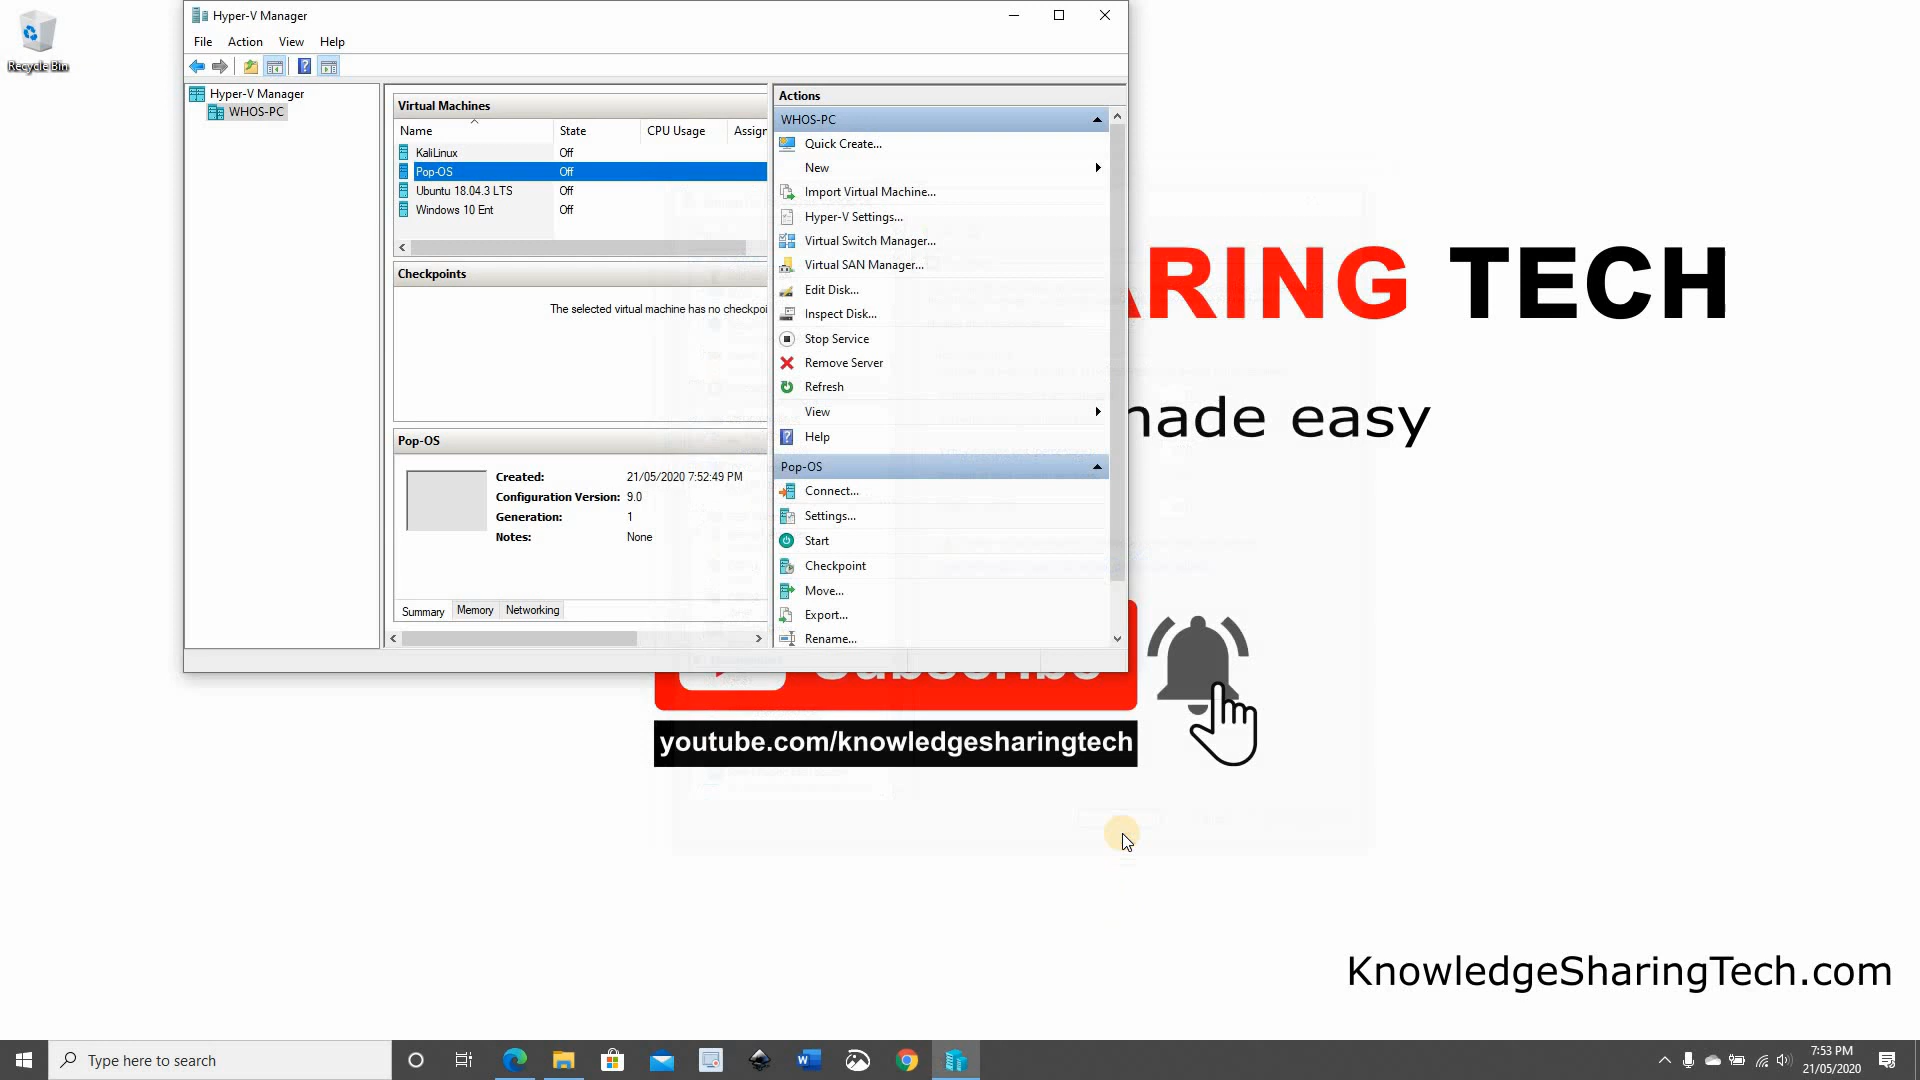 Recycle Bin
Hyper-V Manager
File Action View Help
Hyper-V Manager
WHOS-PC
Virtual Machines
Name State CPU Usage Assign
KaliLinux Off
Pop-OS Off
Ubuntu 18.04.3 LTS Off
Windows 10 Ent Off
Checkpoints
The selected virtual machine has no checkpoi
Pop-OS
Created: 21/05/2020 7:52:49 PM
Configuration Version: 9.0
Generation: 1
Notes: None
Summary Memory Networking
Actions
WHOS-PC
Quick Create...
New
Import Virtual Machine...
Hyper-V Settings...
Virtual Switch Manager...
Virtual SAN Manager...
Edit Disk...
Inspect Disk...
Stop Service
Remove Server
Refresh
View
Help
Pop-OS
Connect...
Settings...
Start
Checkpoint
Move...
Export...
Rename...
ARING TECH
made easy
Subscribe
youtube.com/knowledgesharingtech
KnowledgeSharingTech.com
Type here to search
7:53 PM
21/05/2020